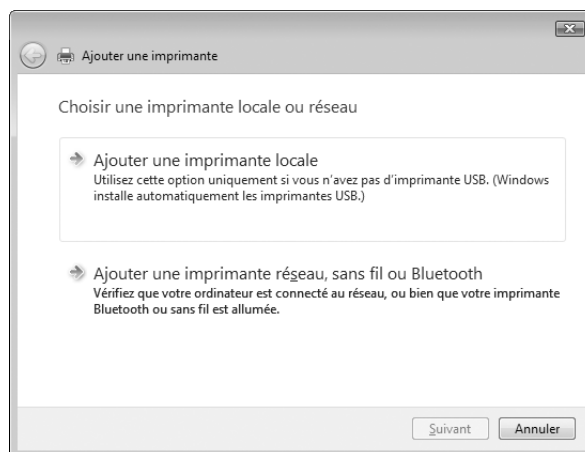 Ajouter une imprimante
Choisir une imprimante locale ou réseau
Ajouter une imprimante locale
Utilisez cette option uniquement si vous n'avez pas d'imprimante USB. (Windows
installe automatiquement les imprimantes USB.)
Ajouter une imprimante réseau, sans fil ou Bluetooth
Vérifiez que votre ordinateur est connecté au réseau, ou bien que votre imprimante
Bluetooth ou sans fil est allumée.
Suivant Annuler